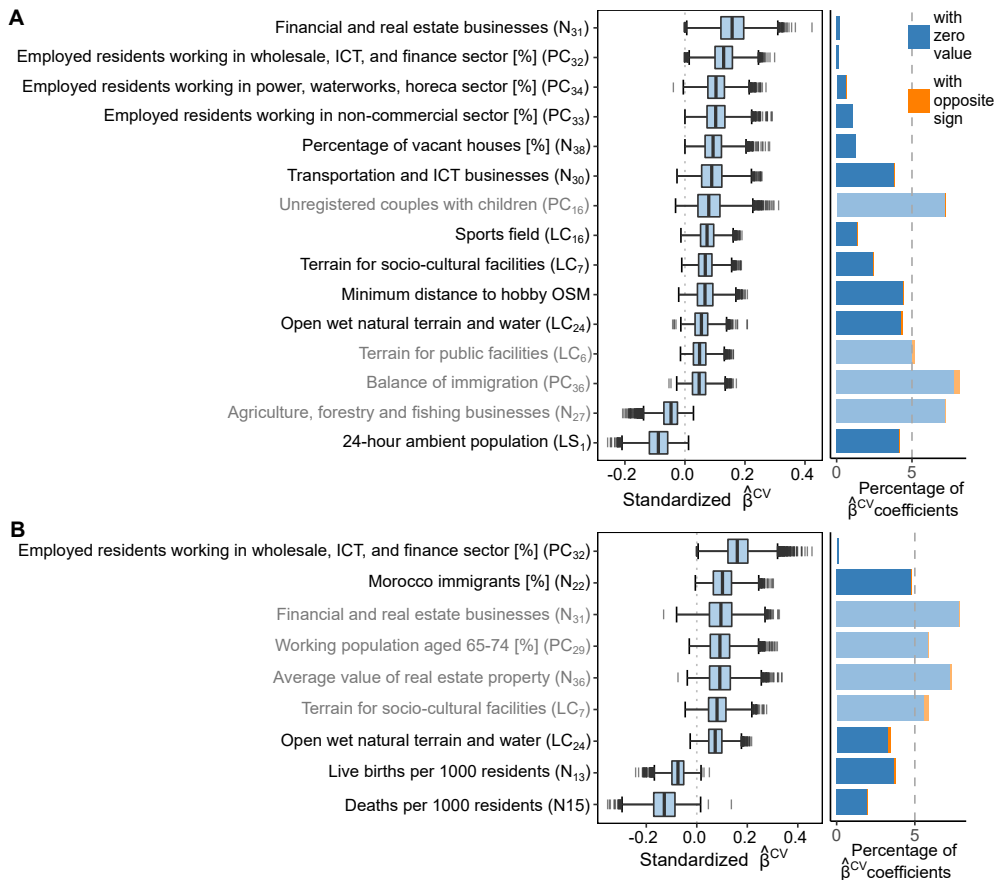 A
Financial and real estate businesses (N₃₁)
Employed residents working in wholesale, ICT, and finance sector [%] (PC₃₂)
Employed residents working in power, waterworks, horeca sector [%] (PC₃₄)
Employed residents working in non-commercial sector [%] (PC₃₃)
Percentage of vacant houses [%] (N₃₈)
Transportation and ICT businesses (N₃₀)
Unregistered couples with children (PC₁₆)
Sports field (LC₁₆)
Terrain for socio-cultural facilities (LC₇)
Minimum distance to hobby OSM
Open wet natural terrain and water (LC₂₄)
Terrain for public facilities (LC₆)
Balance of immigration (PC₃₆)
Agriculture, forestry and fishing businesses (N₂₇)
24-hour ambient population (LS₁)
-0.2 0.0 0.2 0.4
Standardized β̂ᶜⱽ
with
zero
value
with
opposite
sign
0 5
Percentage of
β̂ᶜⱽcoefficients
B
Employed residents working in wholesale, ICT, and finance sector [%] (PC₃₂)
Morocco immigrants [%] (N₂₂)
Financial and real estate businesses (N₃₁)
Working population aged 65-74 [%] (PC₂₉)
Average value of real estate property (N₃₆)
Terrain for socio-cultural facilities (LC₇)
Open wet natural terrain and water (LC₂₄)
Live births per 1000 residents (N₁₃)
Deaths per 1000 residents (N15)
-0.2 0.0 0.2 0.4
Standardized β̂ᶜⱽ
0 5
Percentage of
β̂ᶜⱽcoefficients